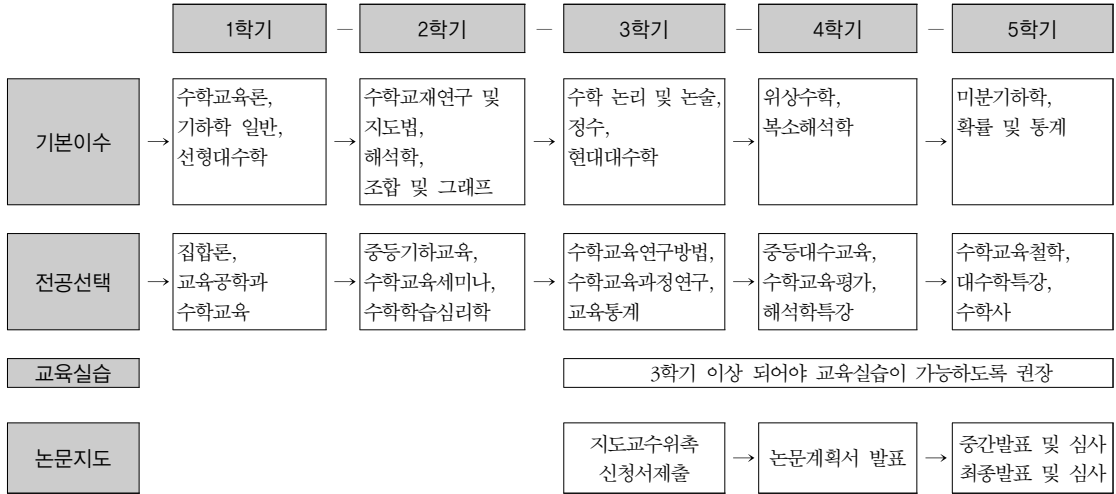 1학기 – 2학기 – 3학기 – 4학기 – 5학기
기본이수
→
수학교육론,
기하학 일반,
선형대수학
→
수학교재연구 및
지도법,
해석학,
조합 및 그래프
→
수학 논리 및 논술,
정수,
현대대수학
→
위상수학,
복소해석학
→
미분기하학,
확률 및 통계
전공선택
→
집합론,
교육공학과
수학교육
→
중등기하교육,
수학교육세미나,
수학학습심리학
→
수학교육연구방법,
수학교육과정연구,
교육통계
→
중등대수교육,
수학교육평가,
해석학특강
→
수학교육철학,
대수학특강,
수학사
교육실습
3학기 이상 되어야 교육실습이 가능하도록 권장
논문지도
지도교수위촉
신청서제출
→
논문계획서 발표
→
중간발표 및 심사
최종발표 및 심사